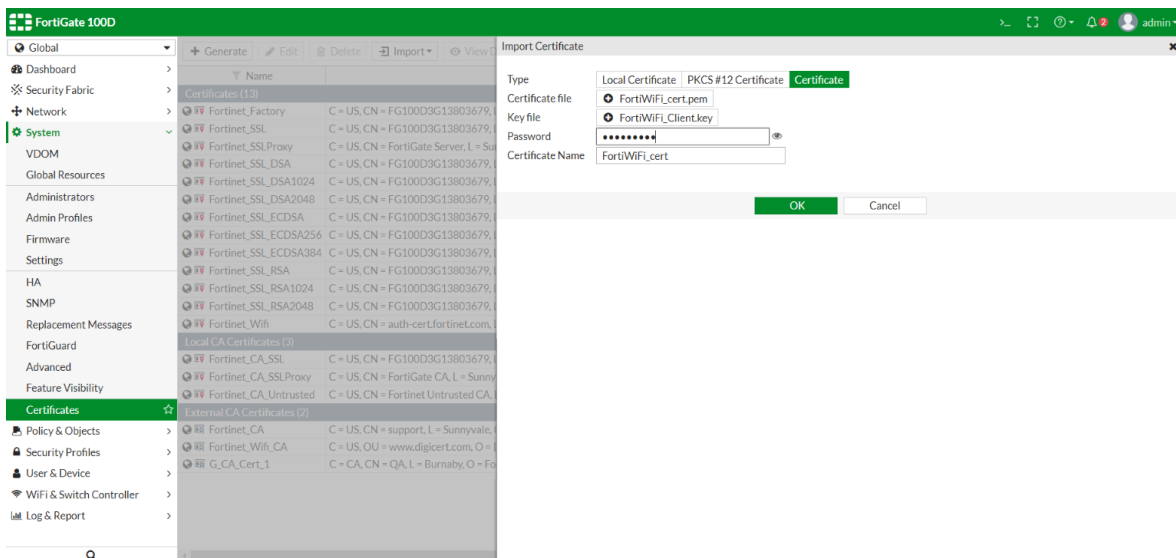 FortiGate 100D
>_
2
admin
Global
Dashboard
Security Fabric
Network
System
VDOM
Global Resources
Administrators
Admin Profiles
Firmware
Settings
HA
SNMP
Replacement Messages
FortiGuard
Advanced
Feature Visibility
Certificates
Policy & Objects
Security Profiles
User & Device
WiFi & Switch Controller
Log & Report
Generate Edit Delete Import View
Name
Certificates (13)
Fortinet_Factory C = US, CN = FG100D3G13803679,
Fortinet_SSL C = US, CN = FG100D3G13803679,
Fortinet_SSLProxy C = US, CN = FortiGate Server, L = Su
Fortinet_SSL_DSA C = US, CN = FG100D3G13803679,
Fortinet_SSL_DSA1024 C = US, CN = FG100D3G13803679,
Fortinet_SSL_DSA2048 C = US, CN = FG100D3G13803679,
Fortinet_SSL_ECDSA C = US, CN = FG100D3G13803679,
Fortinet_SSL_ECDSA256 C = US, CN = FG100D3G13803679,
Fortinet_SSL_ECDSA384 C = US, CN = FG100D3G13803679,
Fortinet_SSL_RSA C = US, CN = FG100D3G13803679,
Fortinet_SSL_RSA1024 C = US, CN = FG100D3G13803679,
Fortinet_SSL_RSA2048 C = US, CN = FG100D3G13803679,
Fortinet_Wifi C = US, CN = auth-cert.fortinet.com,
Local CA Certificates (3)
Fortinet_CA_SSL C = US, CN = FG100D3G13803679,
Fortinet_CA_SSLProxy C = US, CN = FortiGate CA, L = Sunny
Fortinet_CA_Untrusted C = US, CN = Fortinet Untrusted CA,
External CA Certificates (2)
Fortinet_CA C = US, CN = support, L = Sunnyvale,
Fortinet_Wifi_CA C = US, OU = www.digicert.com, O =
G_CA_Cert_1 C = CA, CN = QA, L = Burnaby, O = Fo
Import Certificate
Type Local Certificate PKCS #12 Certificate Certificate
Certificate file FortiWiFi_cert.pem
Key file FortiWiFi_Client.key
Password •••••••••
Certificate Name FortiWiFi_cert
OK Cancel